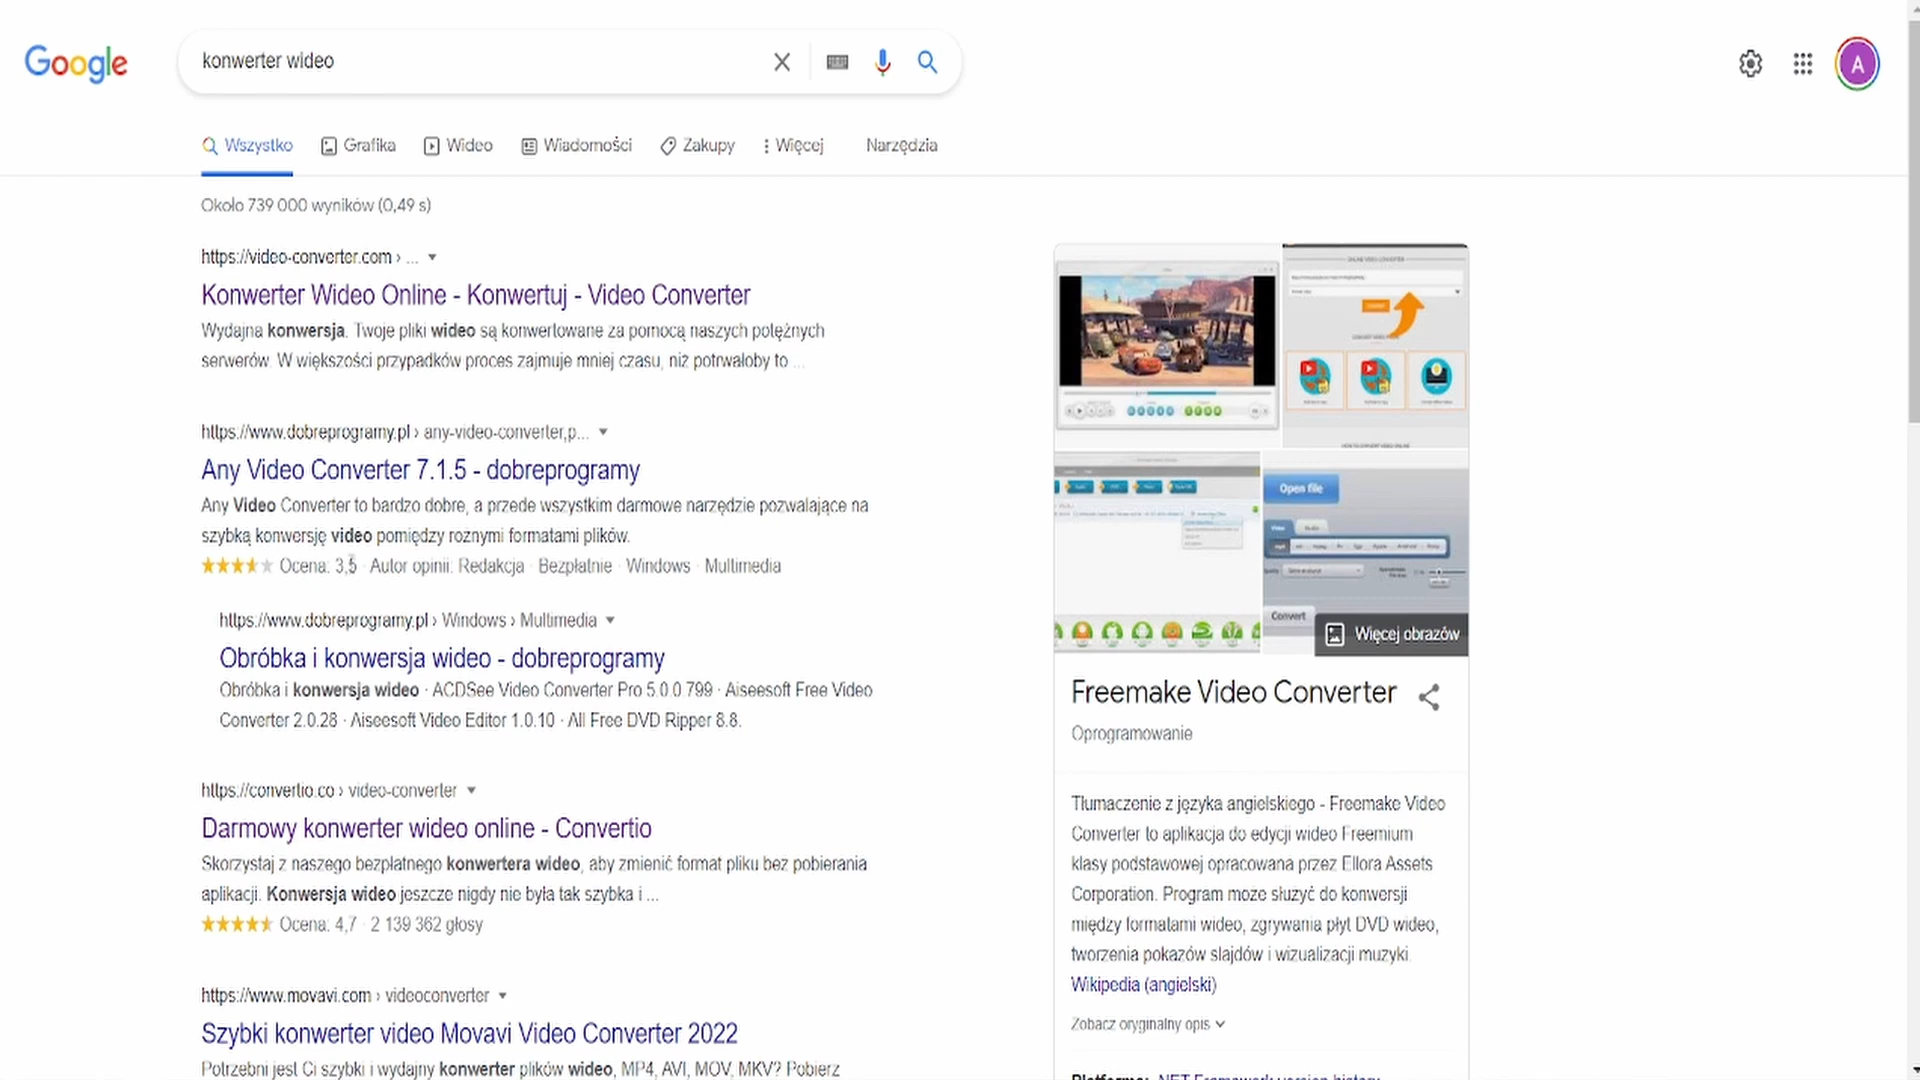 Google
konwerter wideo
A
Wszystko
Grafika
Wideo
Wiadomości
Zakupy
Więcej
Narzędzia
Około 739 000 wyników (0,49 s)
https://video-converter.com › ...
Konwerter Wideo Online - Konwertuj - Video Converter
Wydajna konwersja. Twoje pliki wideo są konwertowane za pomocą naszych potężnych
serwerów. W większości przypadków proces zajmuje mniej czasu, niż potrwałoby to ...
https://www.dobreprogramy.pl › any-video-converter,p...
Any Video Converter 7.1.5 - dobreprogramy
Any Video Converter to bardzo dobre, a przede wszystkim darmowe narzędzie pozwalające na
szybką konwersję video pomiędzy roznymi formatami plików.
Ocena: 3,5 · Autor opinii: Redakcja · Bezpłatnie · Windows · Multimedia
https://www.dobreprogramy.pl › Windows › Multimedia
Obróbka i konwersja wideo - dobreprogramy
Obróbka i konwersja wideo · ACDSee Video Converter Pro 5.0.0.799 · Aiseesoft Free Video
Converter 2.0.28 · Aiseesoft Video Editor 1.0.10 · All Free DVD Ripper 8.8.
https://convertio.co › video-converter
Darmowy konwerter wideo online - Convertio
Skorzystaj z naszego bezpłatnego konwertera wideo, aby zmienić format pliku bez pobierania
aplikacji. Konwersja wideo jeszcze nigdy nie była tak szybka i ...
Ocena: 4,7 · 2 139 362 głosy
https://www.movavi.com › videoconverter
Szybki konwerter video Movavi Video Converter 2022
Potrzebni jest Ci szybki i wydajny konwerter plików wideo, MP4, AVI, MOV, MKV? Pobierz
Open file
Convert
Więcej obrazów
Freemake Video Converter
Oprogramowanie
Tłumaczenie z języka angielskiego - Freemake Video
Converter to aplikacja do edycji wideo Freemium
klasy podstawowej opracowana przez Ellora Assets
Corporation. Program może służyć do konwersji
między formatami wideo, zgrywania płyt DVD wideo,
tworzenia pokazów slajdów i wizualizacji muzyki.
Wikipedia (angielski)
Zobacz oryginalny opis
Platforma: .NET Framework version history